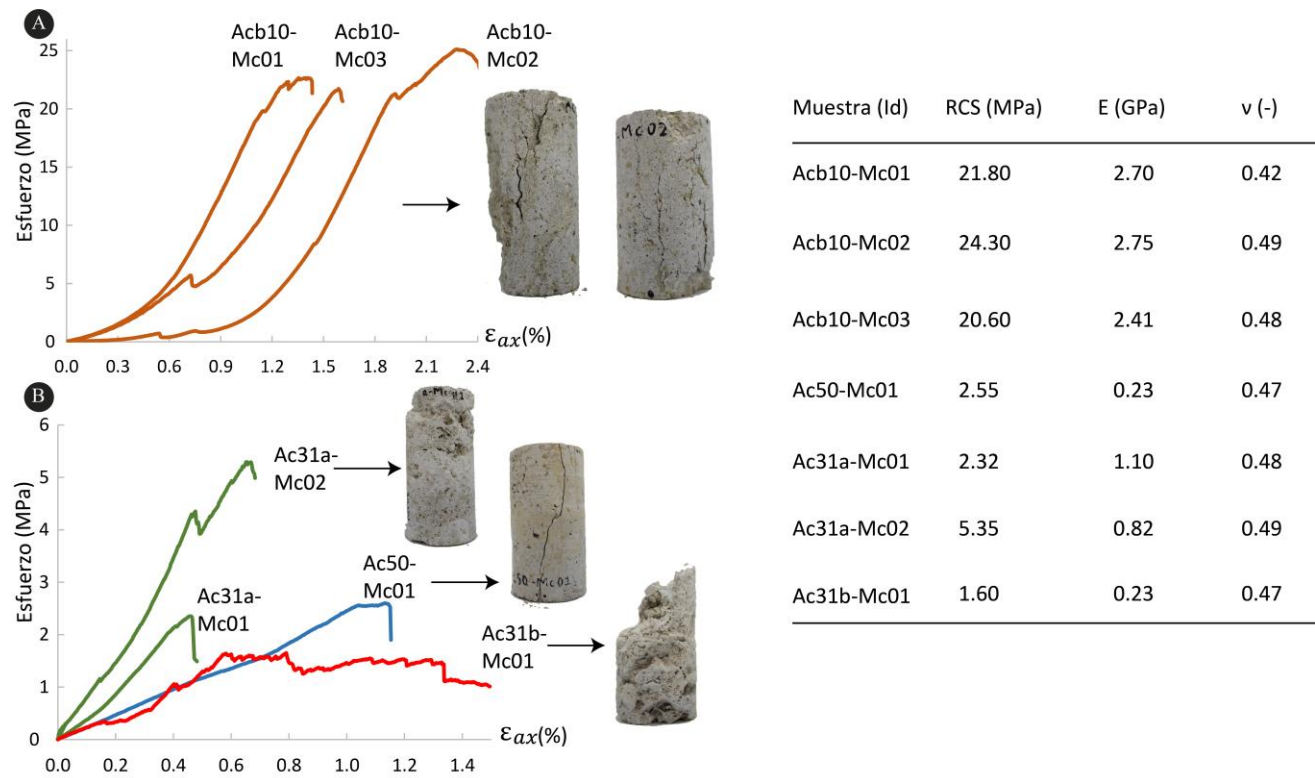 A
Acb10-
Mc01
Acb10-
Mc03
Acb10-
Mc02
Esfuerzo (MPa)
25
20
15
10
5
0
0.0 0.3 0.6 0.9 1.2 1.5 1.8 2.1 2.4
εax(%)
Mc02
B
Ac31a-
Mc02
Ac31a-
Mc01
Ac50-
Mc01
Ac31b-
Mc01
Esfuerzo (MPa)
6
5
4
3
2
1
0
0.0 0.2 0.4 0.6 0.8 1.0 1.2 1.4
εax(%)
Muestra (Id) RCS (MPa) E (GPa) ν (-)
Acb10-Mc01 21.80 2.70 0.42
Acb10-Mc02 24.30 2.75 0.49
Acb10-Mc03 20.60 2.41 0.48
Ac50-Mc01 2.55 0.23 0.47
Ac31a-Mc01 2.32 1.10 0.48
Ac31a-Mc02 5.35 0.82 0.49
Ac31b-Mc01 1.60 0.23 0.47